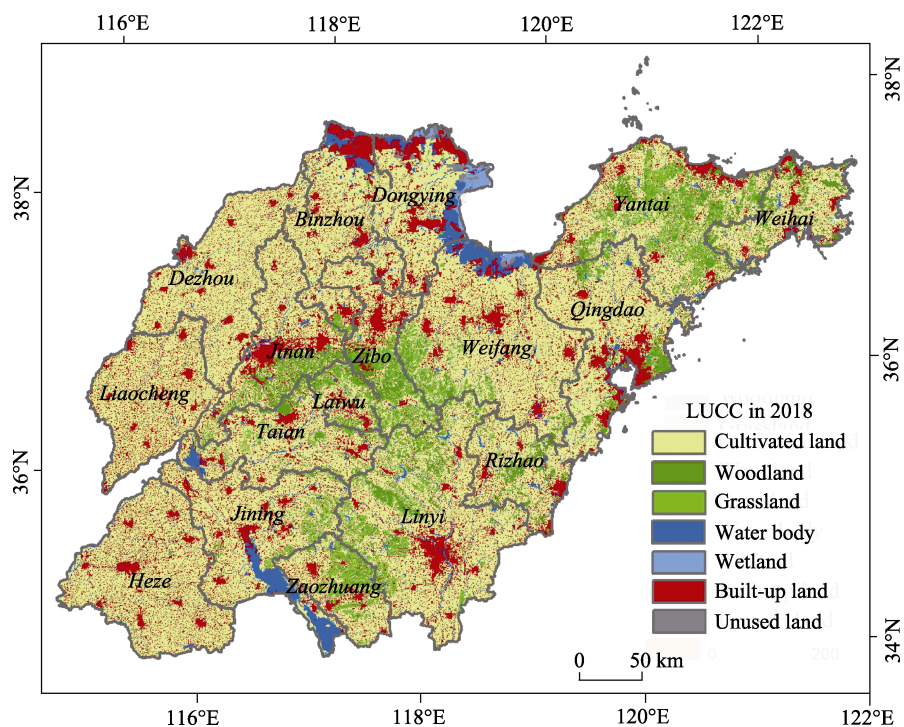 116°E 118°E 120°E 122°E
38°N
38°N
Dongying
Binzhou
Yantai
Weihai
Dezhou
Qingdao
Jinan
Zibo
Weifang
36°N
Liaocheng
Laiwu
LUCC in 2018
Taian
Cultivated land
Rizhao
36°N
Woodland
Grassland
Jining
Linyi
Water body
Wetland
Heze
Zaozhuang
Built-up land
Unused land
34°N
0 200
0 50 km
116°E 118°E 120°E 122°E